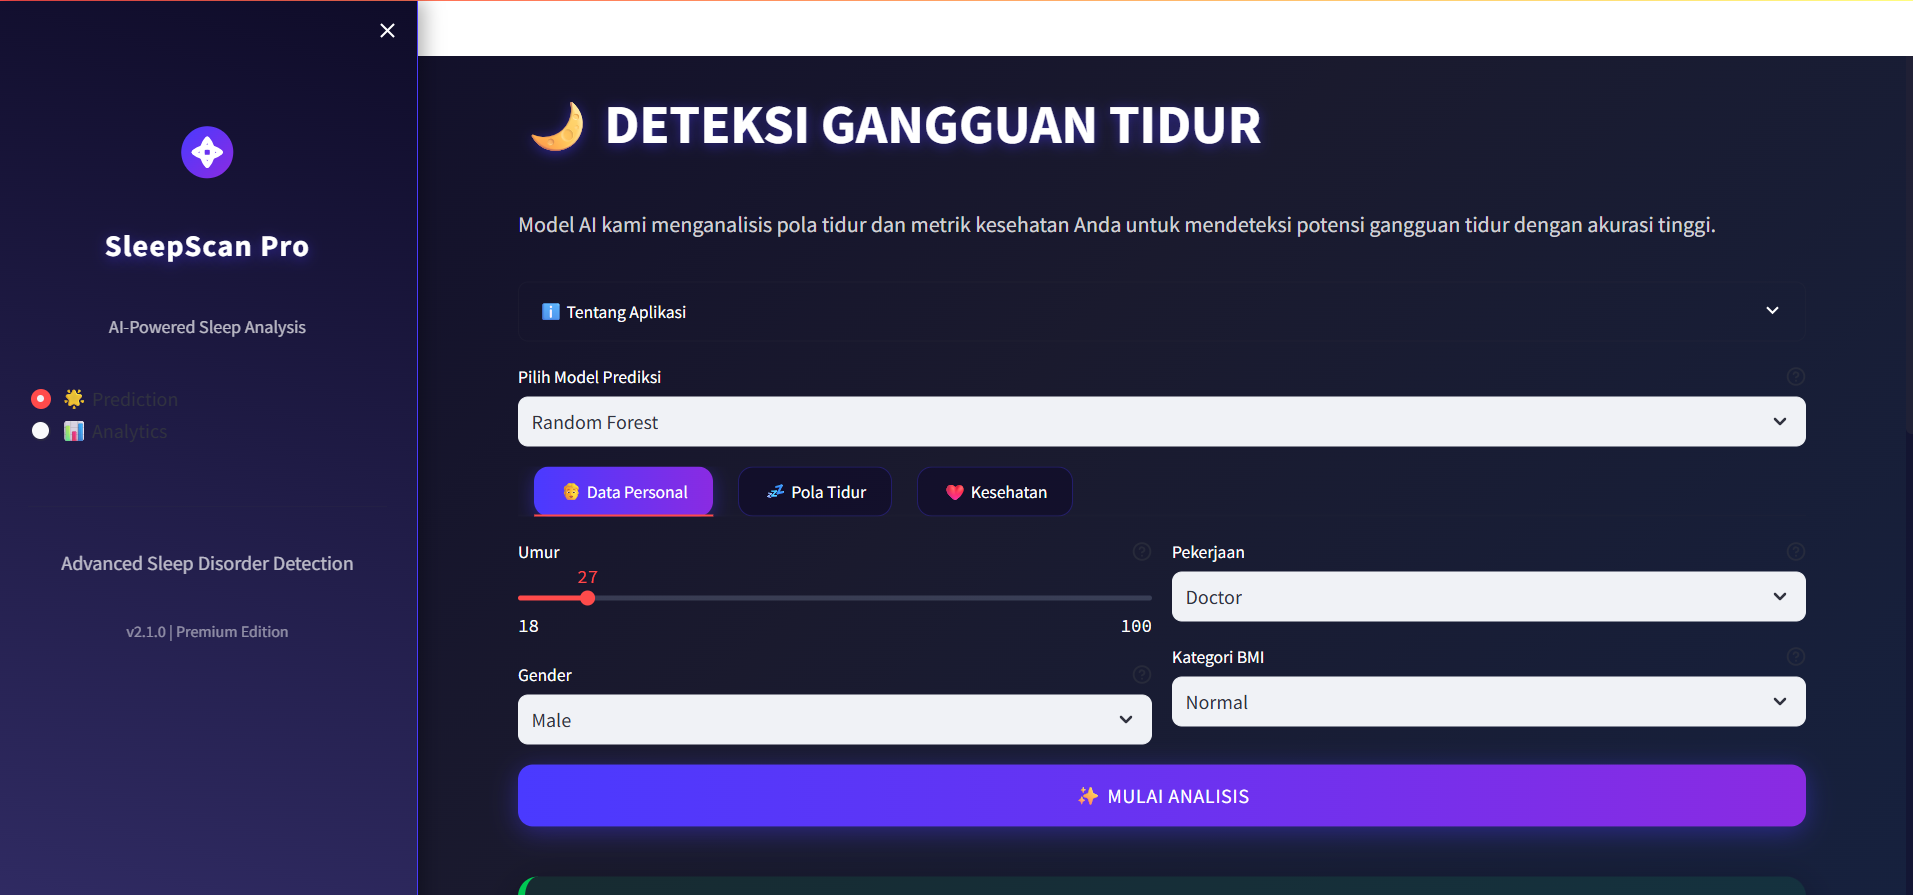 SleepScan Pro
AI-Powered Sleep Analysis
Prediction
Analytics
Advanced Sleep Disorder Detection
v2.1.0 | Premium Edition
DETEKSI GANGGUAN TIDUR
Model AI kami menganalisis pola tidur dan metrik kesehatan Anda untuk mendeteksi potensi gangguan tidur dengan akurasi tinggi.
Tentang Aplikasi
Pilih Model Prediksi
Random Forest
Data Personal
Pola Tidur
Kesehatan
Umur
27
18
100
Gender
Male
Pekerjaan
Doctor
Kategori BMI
Normal
MULAI ANALISIS